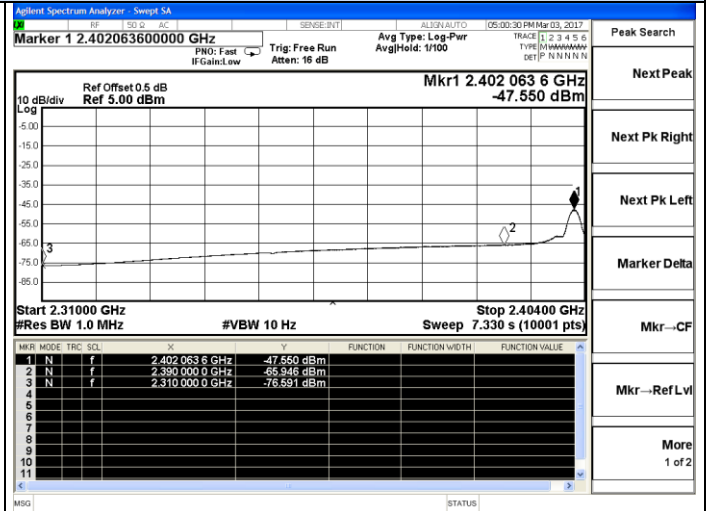 Agilent Spectrum Analyzer - Swept SA
RF 50 Ω AC SENSE:INT ALIGN AUTO 05:00:30 PM Mar 03, 2017
Marker 1 2.402063600000 GHz
PNO: Fast
IFGain:Low
Trig: Free Run
Atten: 16 dB
Avg Type: Log-Pwr
Avg|Hold: 1/100
TRACE 1 2 3 4 5 6
TYPE MWWWWW
DET P N N N N N
Peak Search
Next Peak
Next Pk Right
Next Pk Left
Marker Delta
Mkr→CF
Mkr→Ref Lvl
More
1 of 2
Ref Offset 0.5 dB
10 dB/div Ref 5.00 dBm
Log
Mkr1 2.402 063 6 GHz
-47.550 dBm
-5.00
-15.0
-25.0
-35.0
-45.0
-55.0
-65.0
-75.0
-85.0
1
2
3
Start 2.31000 GHz Stop 2.40400 GHz
#Res BW 1.0 MHz #VBW 10 Hz Sweep 7.330 s (10001 pts)
MKR MODE TRC SCL X Y FUNCTION FUNCTION WIDTH FUNCTION VALUE
1 N f 2.402 063 6 GHz -47.550 dBm
2 N f 2.390 000 0 GHz -65.946 dBm
3 N f 2.310 000 0 GHz -76.591 dBm
4
5
6
7
8
9
10
11
MSG STATUS